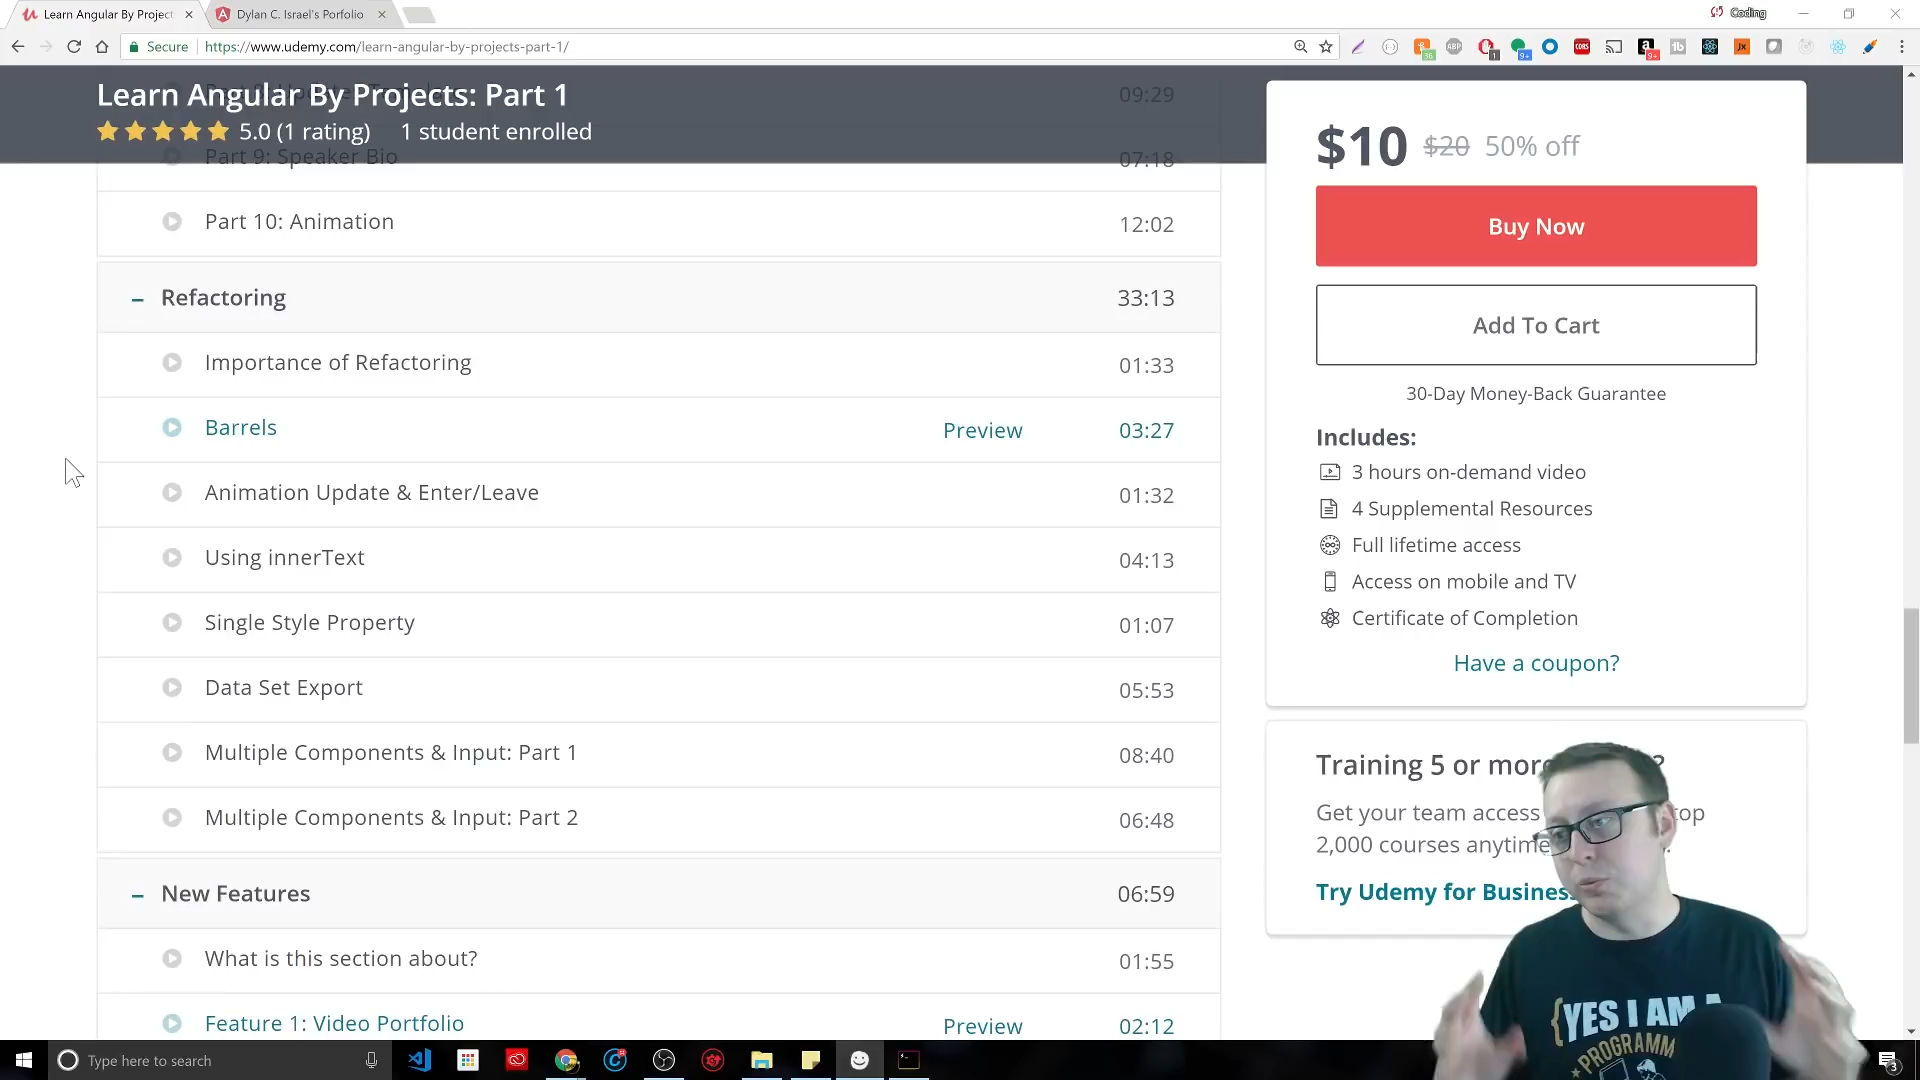 Learn Angular By Project
Dylan C. Israel's Porfolio
Coding
Secure
https://www.udemy.com/learn-angular-by-projects-part-1/
Learn Angular By Projects: Part 1
5.0 (1 rating) 1 student enrolled
09:29
Part 9: Speaker Bio 07:18
Part 10: Animation 12:02
Refactoring 33:13
Importance of Refactoring 01:33
Barrels Preview 03:27
Animation Update & Enter/Leave 01:32
Using innerText 04:13
Single Style Property 01:07
Data Set Export 05:53
Multiple Components & Input: Part 1 08:40
Multiple Components & Input: Part 2 06:48
New Features 06:59
What is this section about? 01:55
Feature 1: Video Portfolio Preview 02:12
$10 $20 50% off
Buy Now
Add To Cart
30-Day Money-Back Guarantee
Includes:
3 hours on-demand video
4 Supplemental Resources
Full lifetime access
Access on mobile and TV
Certificate of Completion
Have a coupon?
Training 5 or more ?
Get your team access top
2,000 courses anytime
Try Udemy for Business
{YES I AM A
PROGRAMM
Type here to search